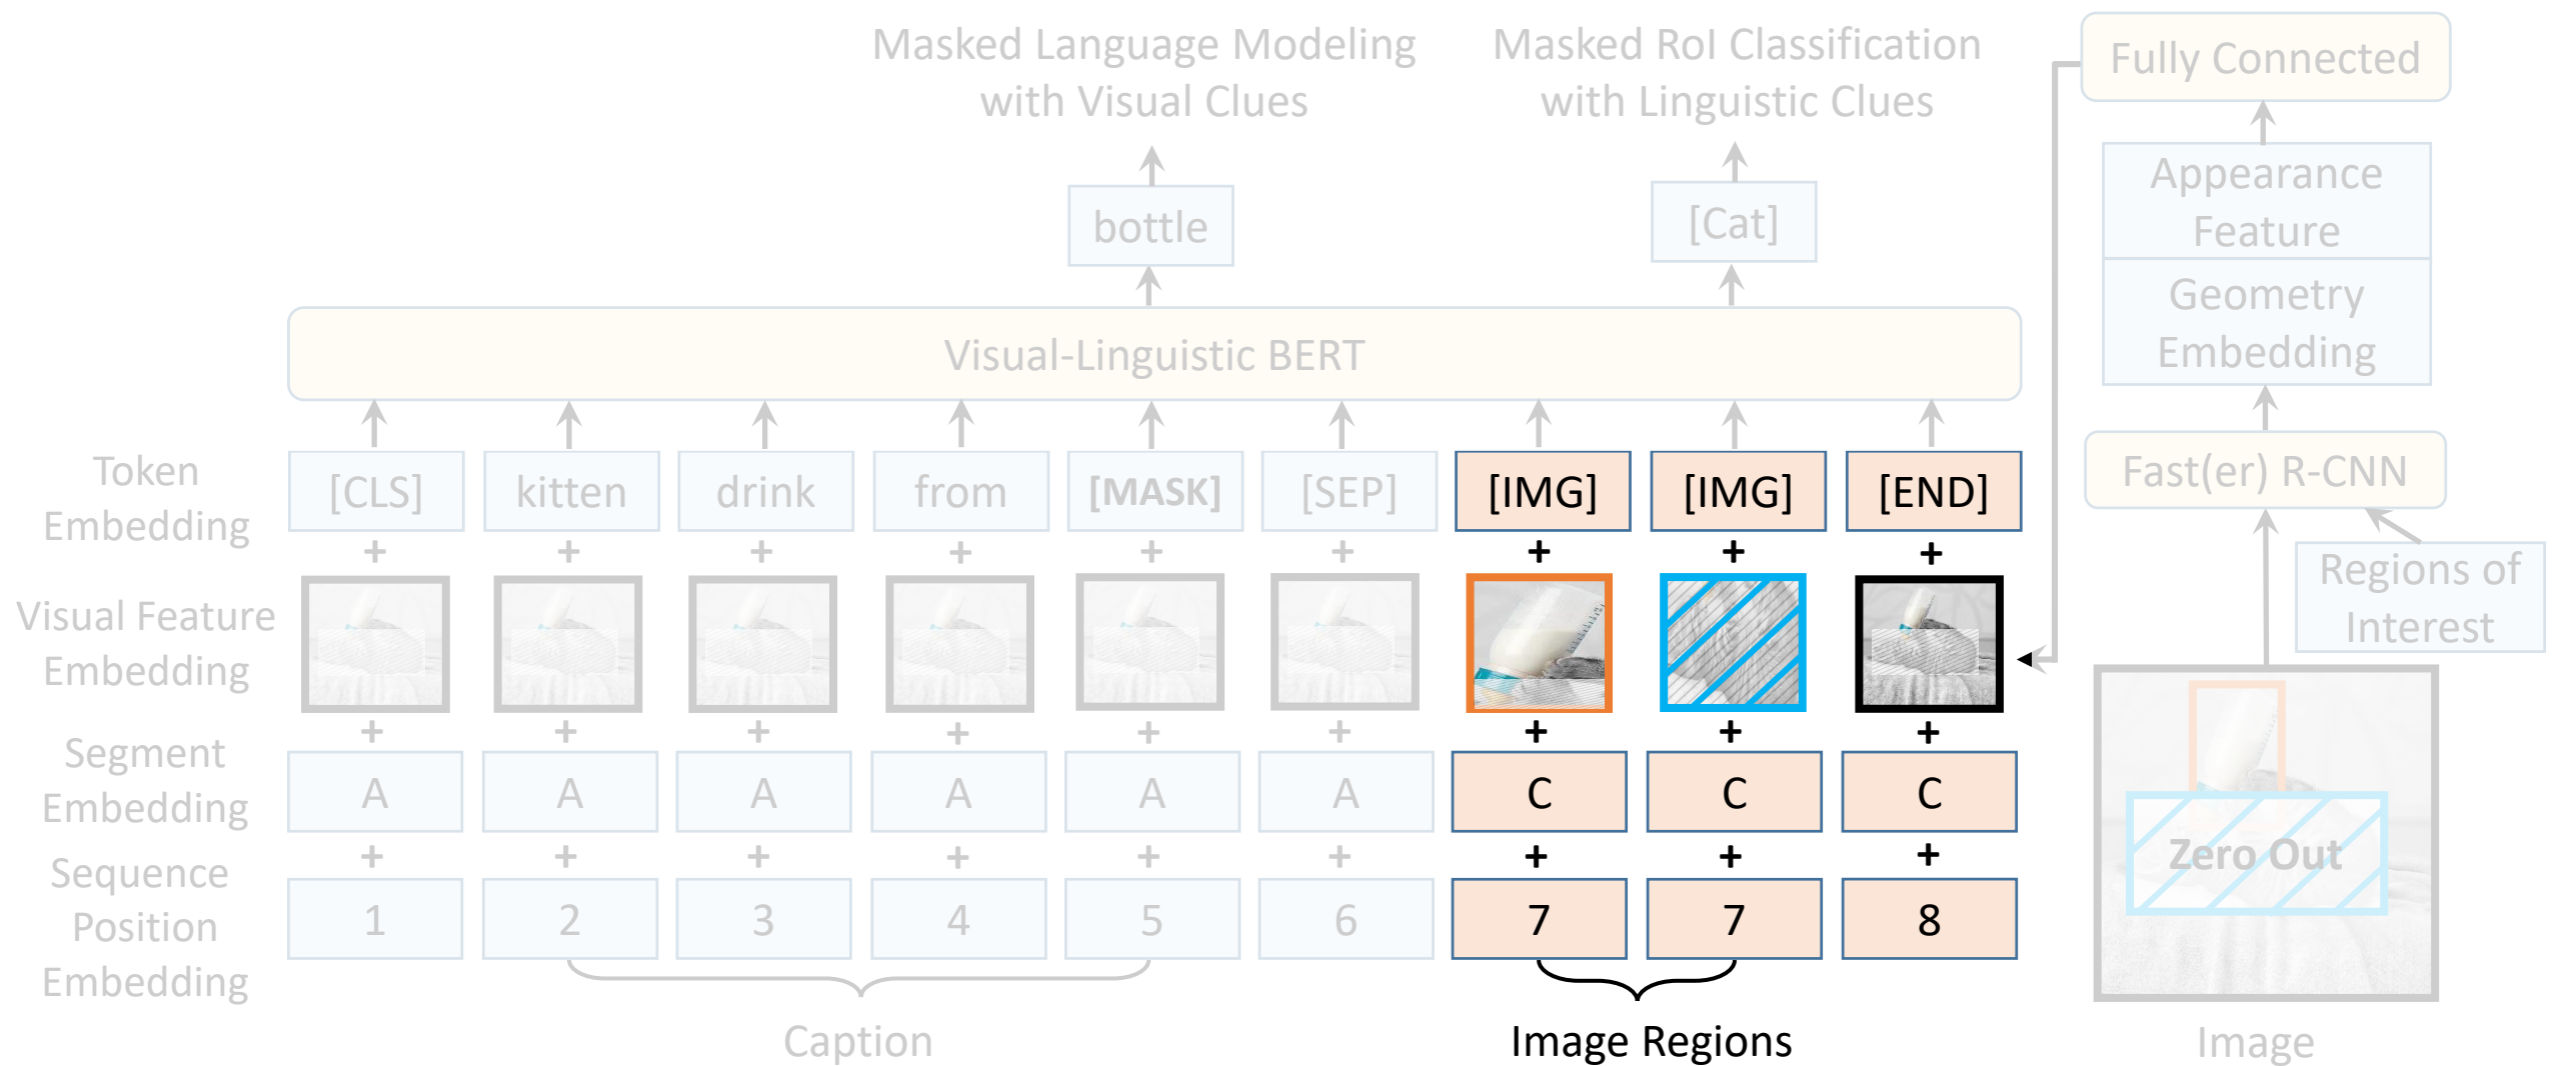 Masked Language Modeling
with Visual Clues
Masked RoI Classification
with Linguistic Clues
Fully Connected
Appearance
Feature
Geometry
Embedding
bottle
[Cat]
Visual-Linguistic BERT
Fast(er) R-CNN
Regions of
Interest
Token
Embedding
[CLS] kitten drink from [MASK] [SEP] [IMG] [IMG] [END]
+ + + + + + + + +
Visual Feature
Embedding
+ + + + + + + + +
Segment
Embedding
A A A A A A C C C
+ + + + + + + + +
Sequence
Position
Embedding
1 2 3 4 5 6 7 7 8
Zero Out
Caption
Image Regions
Image